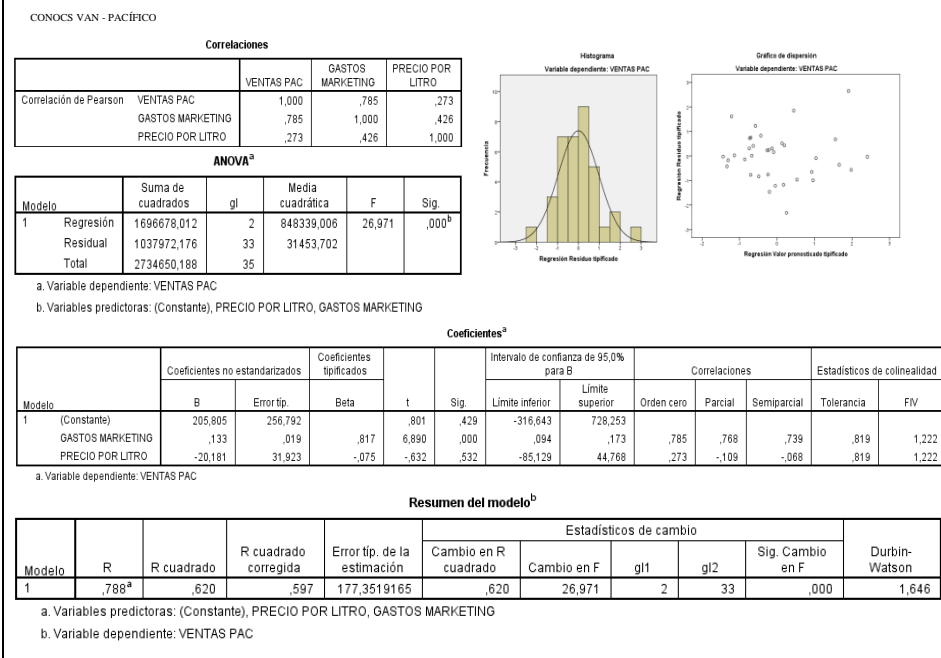 CONOCS VAN - PACÍFICO
Correlaciones
VENTAS PAC GASTOS MARKETING PRECIO POR LITRO
Correlación de Pearson VENTAS PAC 1,000 ,785 ,273
GASTOS MARKETING ,785 1,000 ,426
PRECIO POR LITRO ,273 ,426 1,000
ANOVAa
Modelo Suma de cuadrados gl Media cuadrática F Sig.
1 Regresión 1696678,012 2 848339,006 26,971 ,000b
Residual 1037972,176 33 31453,702
Total 2734650,188 35
a. Variable dependiente: VENTAS PAC
b. Variables predictoras: (Constante), PRECIO POR LITRO, GASTOS MARKETING
Histograma
Variable dependiente: VENTAS PAC
Frecuencia
Regresión Residuo tipificado
Gráfico de dispersión
Variable dependiente: VENTAS PAC
Regresión Residuo tipificado
Regresión Valor pronosticado tipificado
Coeficientesa
Modelo Coeficientes no estandarizados Coeficientes tipificados t Sig. Intervalo de confianza de 95,0% para B Correlaciones Estadísticos de colinealidad
B Error típ. Beta Límite inferior Límite superior Orden cero Parcial Semiparcial Tolerancia FIV
1 (Constante) 205,805 256,792 ,801 ,429 -316,643 728,253
GASTOS MARKETING ,133 ,019 ,817 6,890 ,000 ,094 ,173 ,785 ,768 ,739 ,819 1,222
PRECIO POR LITRO -20,181 31,923 -,075 -,632 ,532 -85,129 44,768 ,273 -,109 -,068 ,819 1,222
a. Variable dependiente: VENTAS PAC
Resumen del modelob
Modelo R R cuadrado R cuadrado corregida Error típ. de la estimación Estadísticos de cambio Durbin-Watson
Cambio en R cuadrado Cambio en F gl1 gl2 Sig. Cambio en F
1 ,788a ,620 ,597 177,3519165 ,620 26,971 2 33 ,000 1,646
a. Variables predictoras: (Constante), PRECIO POR LITRO, GASTOS MARKETING
b. Variable dependiente: VENTAS PAC